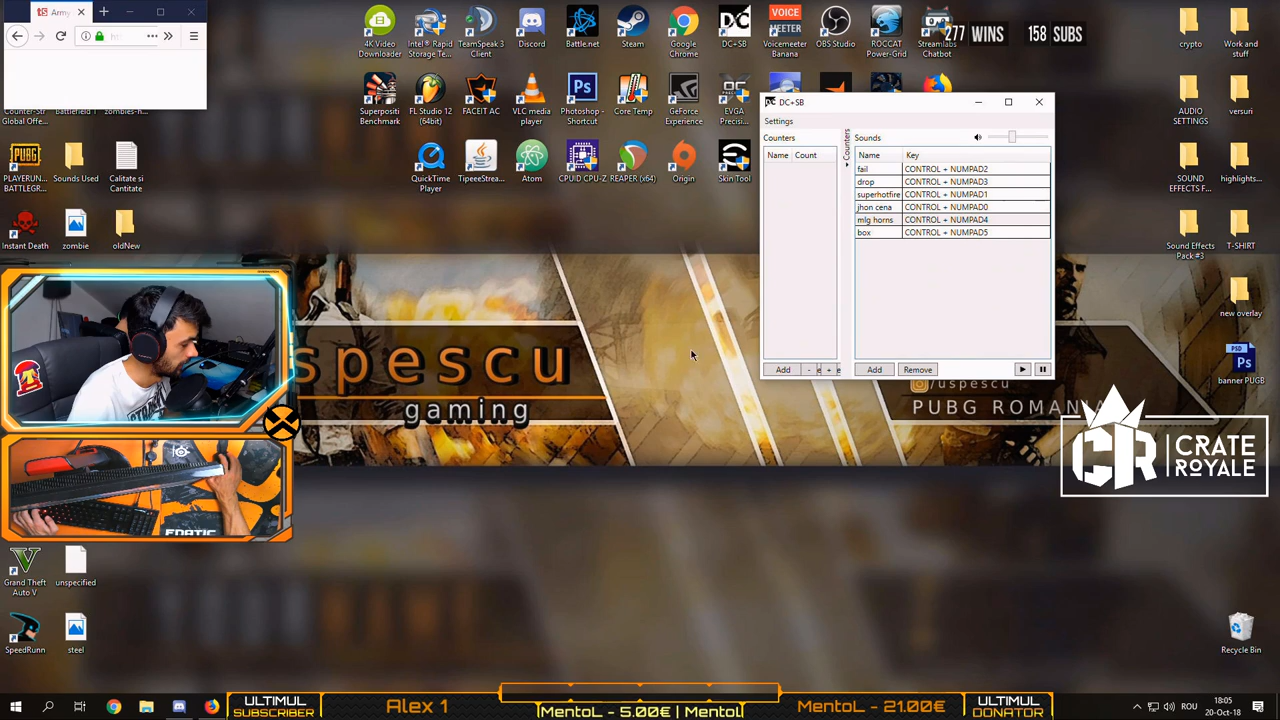 Army
277 WINS
158 SUBS
4K Video Downloader
Intel® Rapid Storage Te...
TeamSpeak 3 Client
Discord
Battle.net
Steam
Google Chrome
DC+SB
Voicemeeter Banana
OBS Studio
ROCCAT Power-Grid
Streamlabs Chatbot
crypto
Work and stuff
VOICE MEETER
Counter-Str Global Offe...
Battlefield 1
zombies-h...
Superpositi Benchmark
FL Studio 12 (64bit)
FACEIT AC
VLC media player
Photoshop - Shortcut
Core Temp
GeForce Experience
EVGA Precisi...
AUDIO SETTINGS
versuri
PLAYERUN... BATTLEGR...
Sounds Used
Calitate si Cantitate
QuickTime Player
TipeeeStrea...
Atom
CPUID CPU-Z
REAPER (x64)
Origin
Skin Tool
SOUND EFFECTS F...
highlights...
Instant Death
zombie
oldNew
Sound Effects Pack #3
T-SHIRT
new overlay
banner PUBG
DC+SB
Settings
Counters
Name Count
Counters
Sounds
Name Key
fail CONTROL + NUMPAD2
drop CONTROL + NUMPAD3
superhotfire CONTROL + NUMPAD1
jhon cena CONTROL + NUMPAD0
mlg horns CONTROL + NUMPAD4
box CONTROL + NUMPAD5
Add - +
Add Remove
spescu
gaming
/uspescu
PUBG ROMANIA
CR CRATE ROYALE
FNATIC
Grand Theft Auto V
unspecified
SpeedRunn
steel
Recycle Bin
ULTIMUL SUBSCRIBER
Alex 1
MentoL - 5.00€ | Mentol
MentoL - 21.00€
ULTIMUL DONATOR
ROU
18:05
20-Oct-18